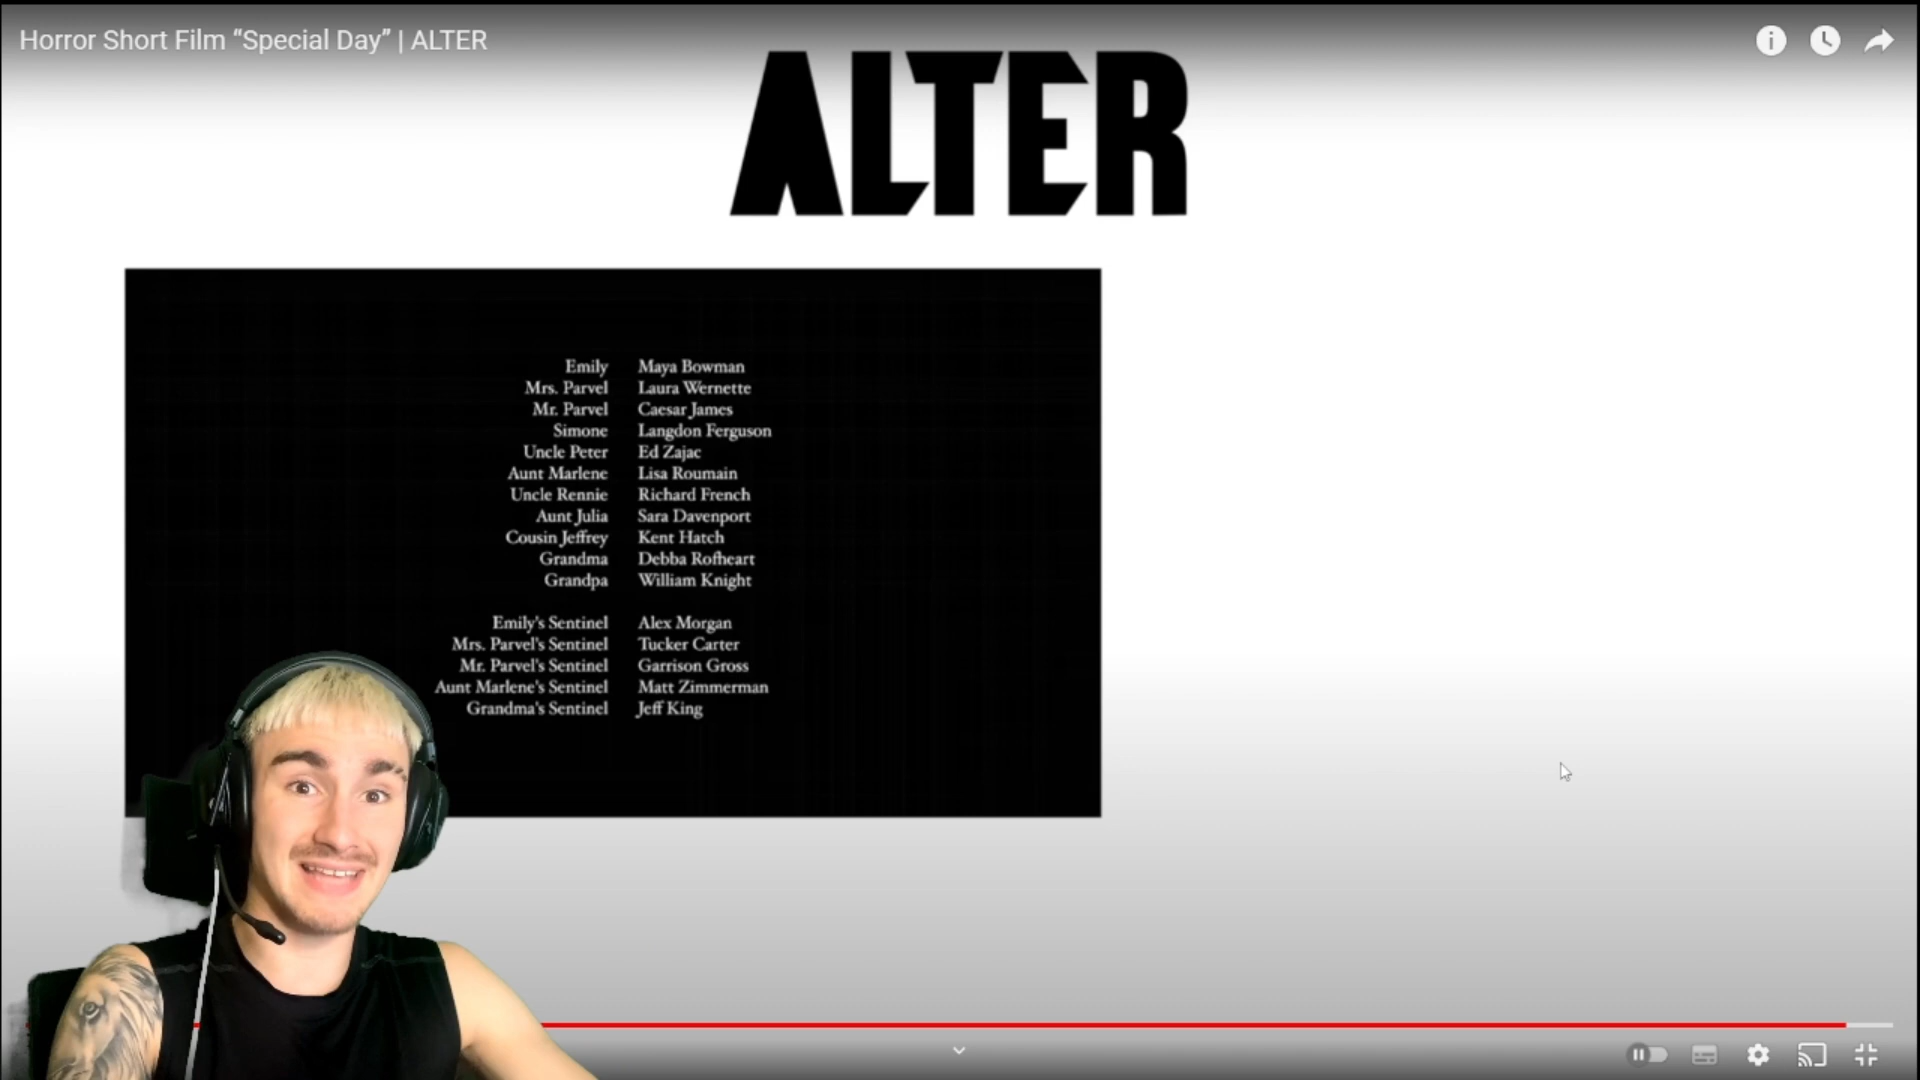 Horror Short Film “Special Day” | ALTER
ALTER
Emily Maya Bowman
Mrs. Parvel Laura Wernette
Mr. Parvel Caesar James
Simone Langdon Ferguson
Uncle Peter Ed Zajac
Aunt Marlene Lisa Roumain
Uncle Rennie Richard French
Aunt Julia Sara Davenport
Cousin Jeffrey Kent Hatch
Grandma Debba Rofheart
Grandpa William Knight
Emily's Sentinel Alex Morgan
Mrs. Parvel's Sentinel Tucker Carter
Mr. Parvel's Sentinel Garrison Gross
Aunt Marlene's Sentinel Matt Zimmerman
Grandma's Sentinel Jeff King